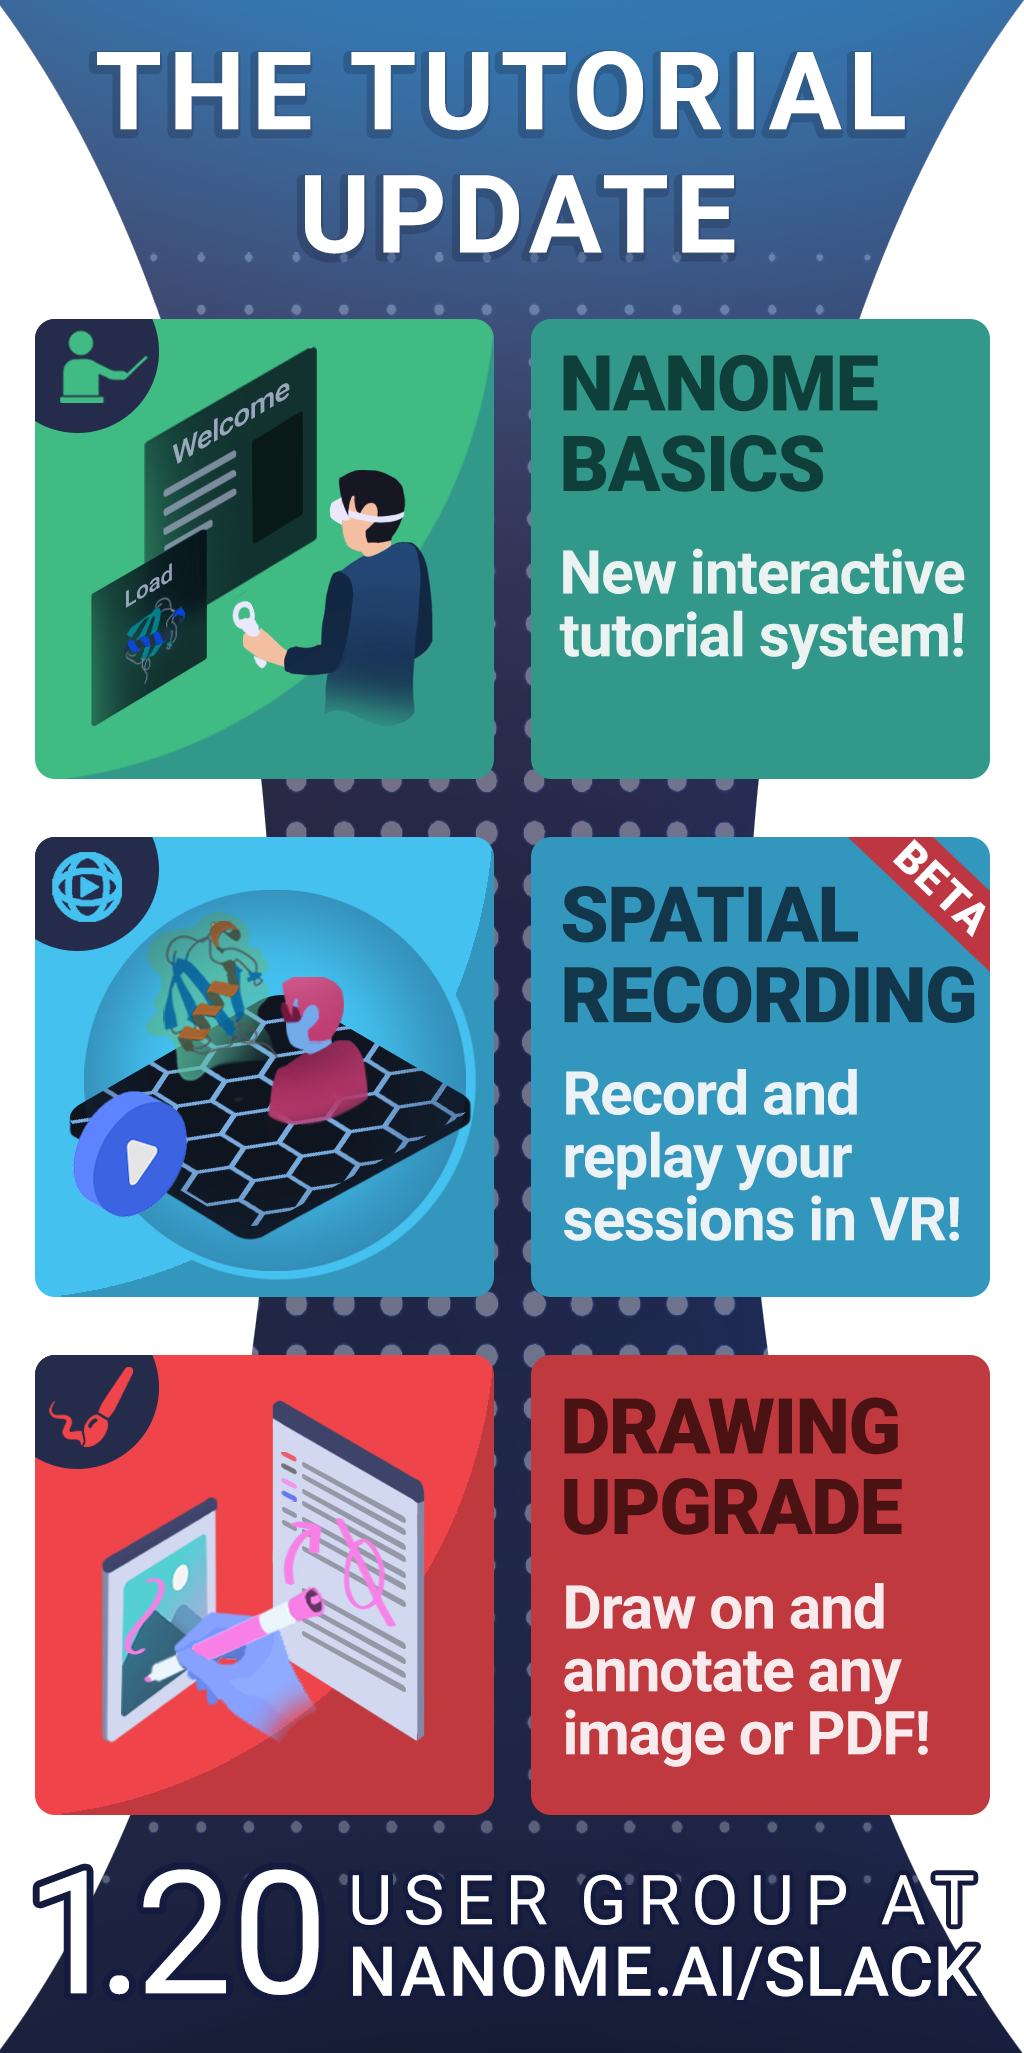 THE TUTORIAL
UPDATE
Welcome
Load
NANOME
BASICS
New interactive
tutorial system!
BETA
SPATIAL
RECORDING
Record and
replay your
sessions in VR!
DRAWING
UPGRADE
Draw on and
annotate any
image or PDF!
1.20
USER GROUP AT
NANOME.AI/SLACK